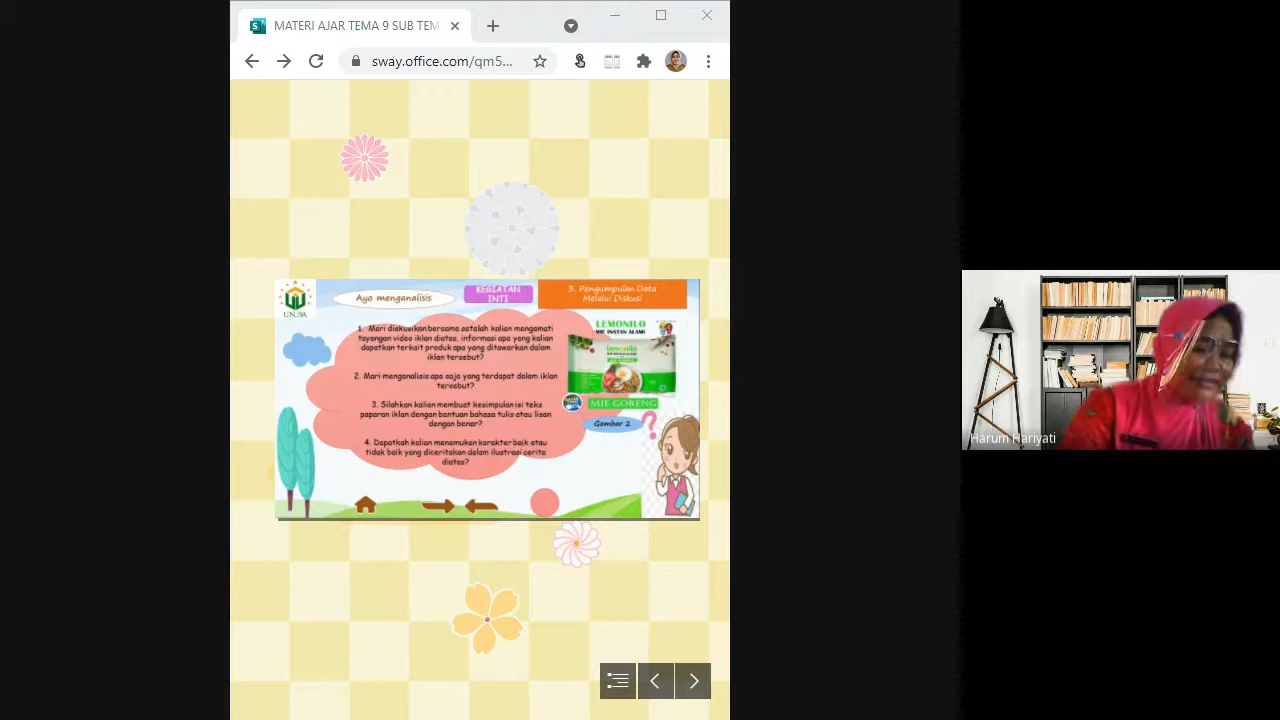 MATERI AJAR TEMA 9 SUB TEM
sway.office.com/qm5...
UNUSA
Ayo menganalisis
KEGIATAN
INTI
3. Pengumpulan Data
Melalui Diskusi
1. Mari diskusikan bersama setelah kalian mengamati
tayangan video iklan diatas, informasi apa yang kalian
dapatkan terkait produk apa yang ditawarkan dalam
iklan tersebut?
2. Mari menganalisis apa saja yang terdapat dalam iklan
tersebut?
3. Silahkan kalian membuat kesimpulan isi teks
paparan iklan dengan bantuan bahasa tulis atau lisan
dengan benar?
4. Dapatkah kalian menemukan karakter baik atau
tidak baik yang diceritakan dalam ilustrasi cerita
diatas?
LEMONILO
MIE INSTAN ALAMI
lemonilo
MIE GORENG
Gambar 2
Harum Hariyati